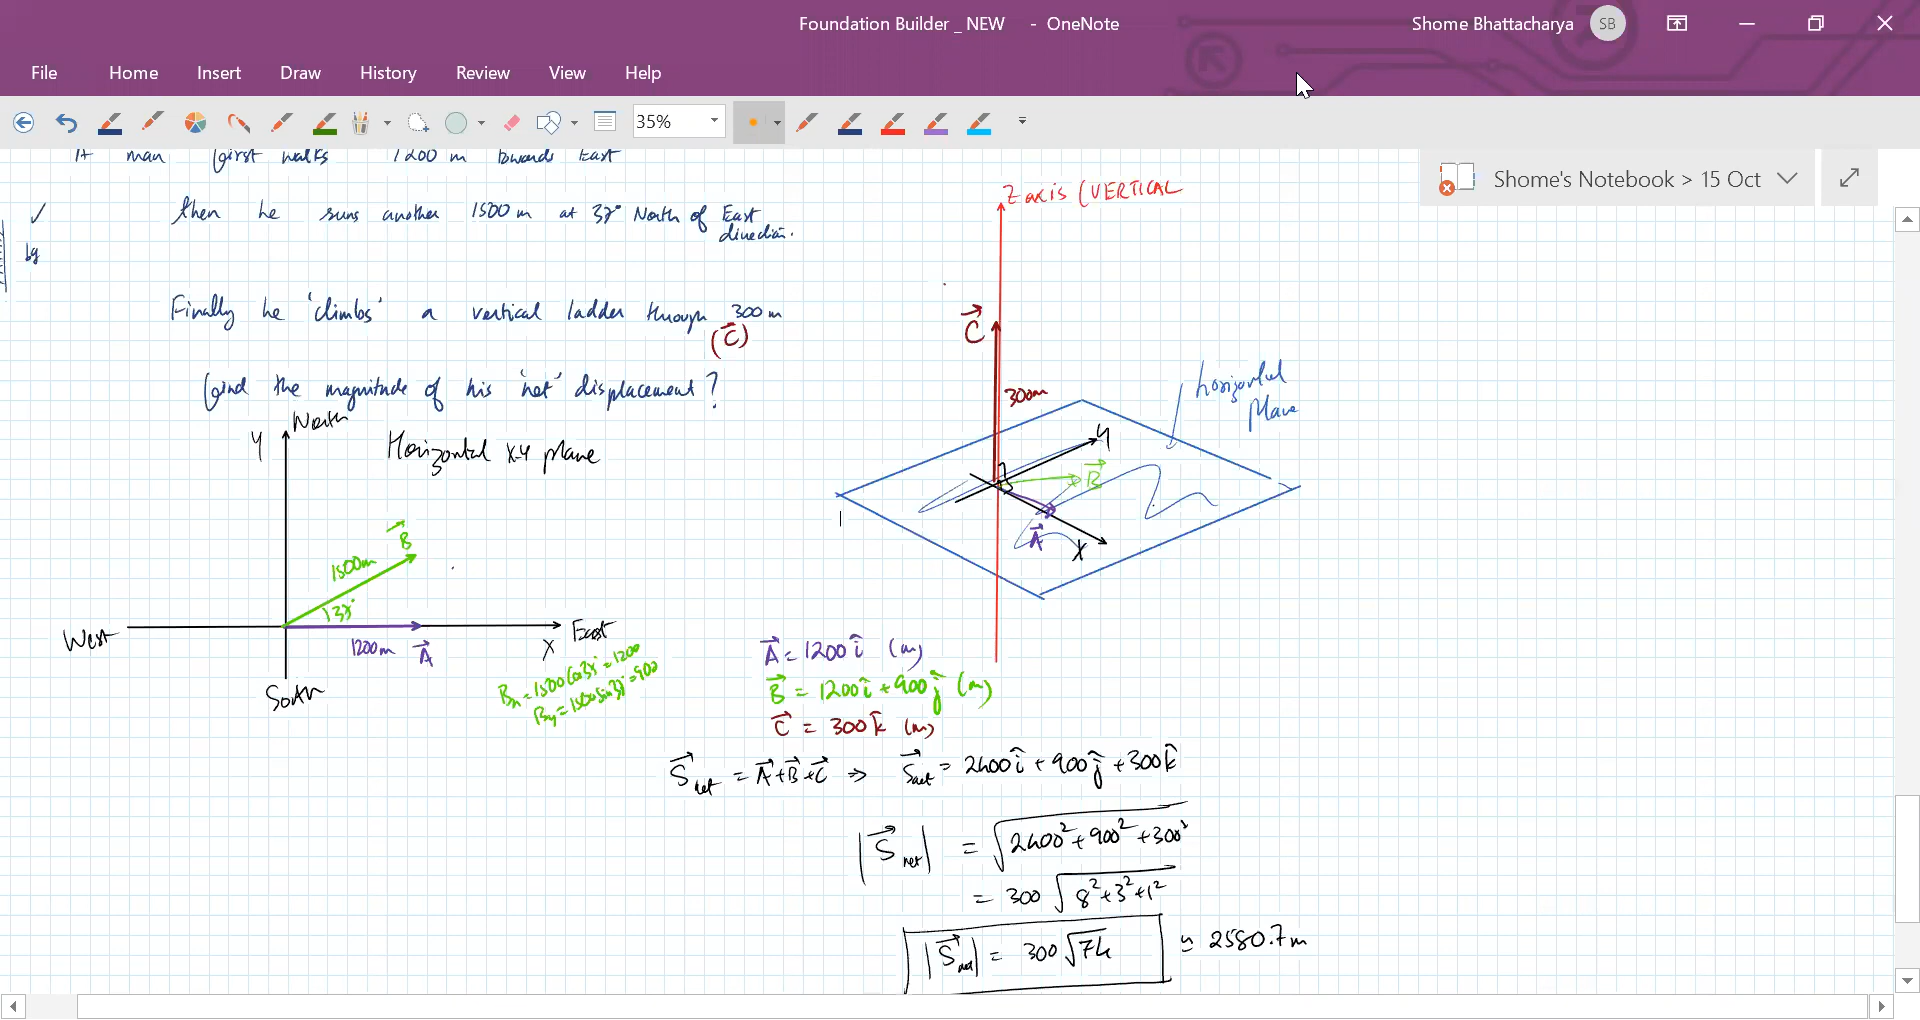 Foundation Builder _ NEW - OneNote
Shome Bhattacharya SB
File Home Insert Draw History Review View Help
35%
Shome's Notebook > 15 Oct
A man first walks 1200 m towards East
then he runs another 1500 m at 37° North of East
direction.
by
Finally he 'climbs' a vertical ladder through 300 m
(C⃗)
find the magnitude of his 'net' displacement?
Z axis (VERTICAL
C⃗
300m
horizontal
plane
Y
B⃗
A⃗
X
North
Y
Horizontal X-Y plane
B⃗
1500m
37°
West
1200m A⃗
X East
South
Bx = 1500 cos37° = 1200
By = 1500 sin37° = 900
A⃗ = 1200 î (m)
B⃗ = 1200 î + 900 ĵ (m)
C⃗ = 300 k̂ (m)
S⃗net = A⃗ + B⃗ + C⃗ ⇒ S⃗net = 2400 î + 900 ĵ + 300 k̂
|S⃗net| = √2400² + 900² + 300²
= 300 √8² + 3² + 1²
|S⃗net| = 300 √74 ≃ 2580.7 m